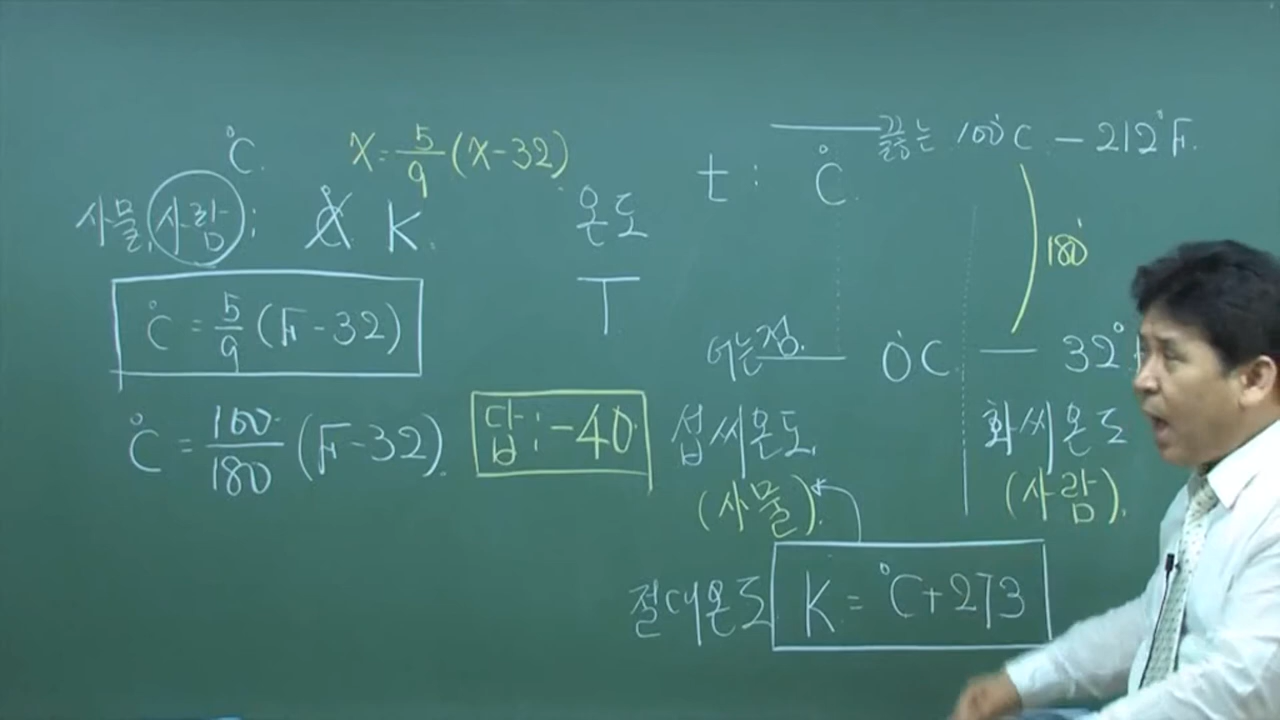 ℃
사물, 사람;
℃ K
X = 5/9 (X-32)
℃ = 5/9 (℉ - 32)
℃ = 100/180 (℉ - 32)
답: -40
온도
T
t : ℃
끓는 100℃ - 212℉
180°
어는점 0℃ - 32°
섭씨온도
(사물)
화씨온도
(사람)
절대온도 K = ℃ + 273